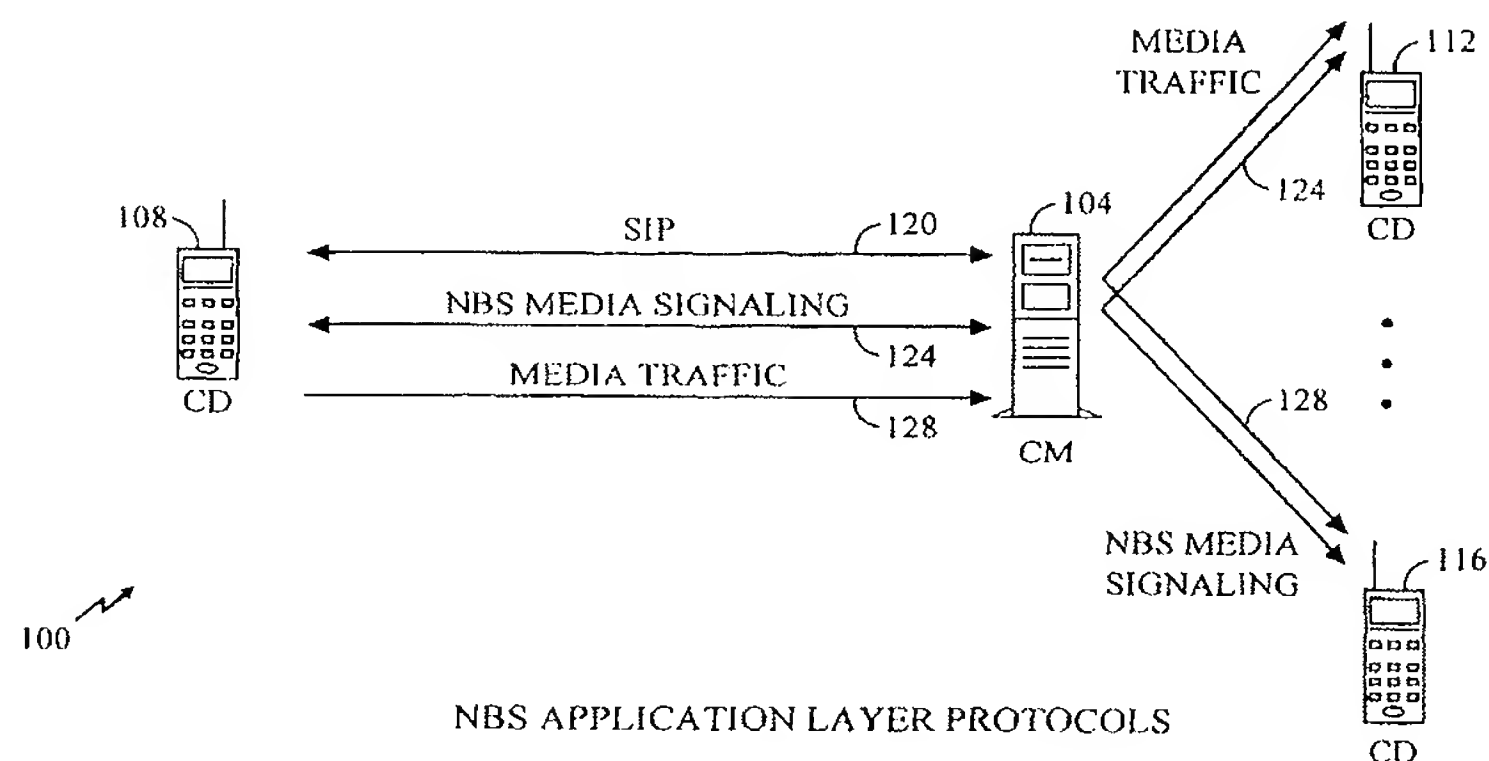 MEDIA
TRAFFIC
112
124
CD
108
SIP
120
104
NBS MEDIA SIGNALING
124
MEDIA TRAFFIC
128
CD
CM
128
NBS MEDIA
SIGNALING
116
100
NBS APPLICATION LAYER PROTOCOLS
CD